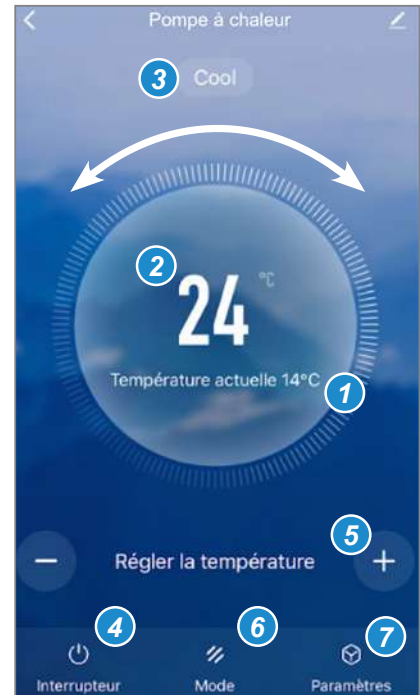 Pompe à chaleur
3 Cool
2
24 °C
Température actuelle 14°C
1
5
− Régler la température +
4 6 7
Interrupteur Mode Paramètres